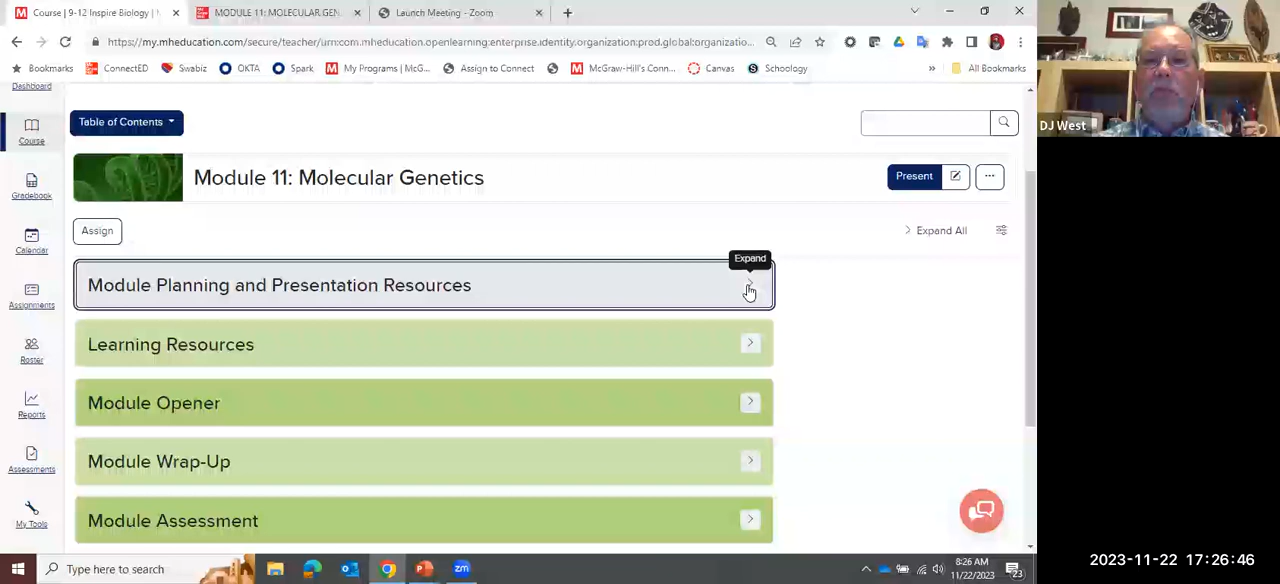 Course | 9-12 Inspire Biology |
MODULE 11: MOLECULAR GEN
Launch Meeting - Zoom
https://my.mheducation.com/secure/teacher/urn:com.mheducation.openlearning:enterprise.identity.organization:prod.global:organizatio...
Bookmarks
ConnectED
Swabiz
OKTA
Spark
My Programs | McG...
Assign to Connect
McGraw-Hill's Conn...
Canvas
Schoology
All Bookmarks
DJ West
Dashboard
Table of Contents
Course
Module 11: Molecular Genetics
Present
Gradebook
Assign
Expand All
Calendar
Expand
Module Planning and Presentation Resources
Assignments
Learning Resources
Roster
Module Opener
Reports
Module Wrap-Up
Assessments
Module Assessment
My Tools
Type here to search
8:26 AM
11/22/2023
23
2023-11-22 17:26:46